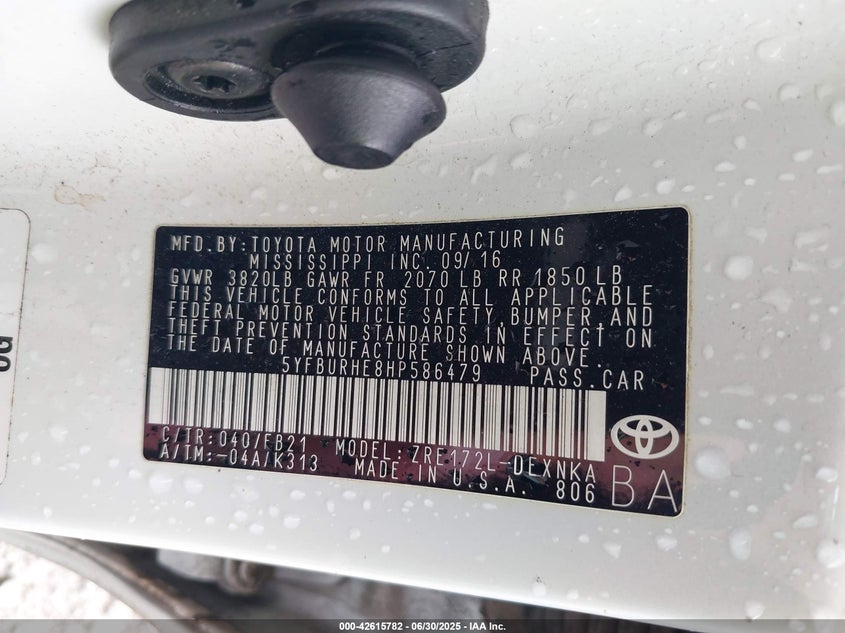 MFD. BY: TOYOTA MOTOR MANUFACTURING
MISSISSIPPI INC. 09/16
GVWR 3820LB GAWR FR 2070 LB RR 1850 LB
THIS VEHICLE CONFORMS TO ALL APPLICABLE
FEDERAL MOTOR VEHICLE SAFETY, BUMPER, AND
THEFT PREVENTION STANDARDS IN EFFECT ON
THE DATE OF MANUFACTURE SHOWN ABOVE.
5YFBURHE8HP586479 PASS. CAR
C/TR: 040/FB21 MODEL: ZRE172L-DEXNKA
A/TM: -04A/K313 MADE IN U.S.A. 806
BA
000-42615782 - 06/30/2025 - IAA Inc.